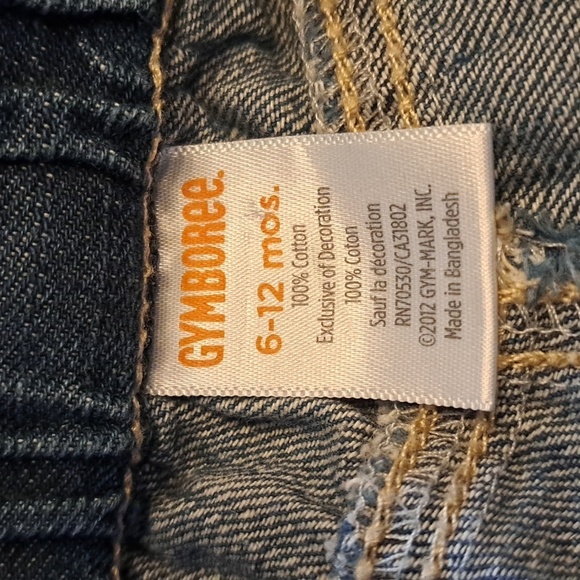 GYMBOREE.
6-12 mos.
100% Cotton
Exclusive of Decoration
100% Coton
Sauf la decoration
RN70530/CA31802
©2012 GYM-MARK, INC.
Made in Bangladesh